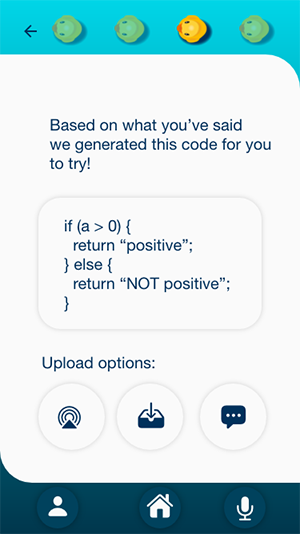 Based on what you’ve said
we generated this code for you
to try!
if (a > 0) {
return “positive”;
} else {
return “NOT positive”;
}
Upload options: